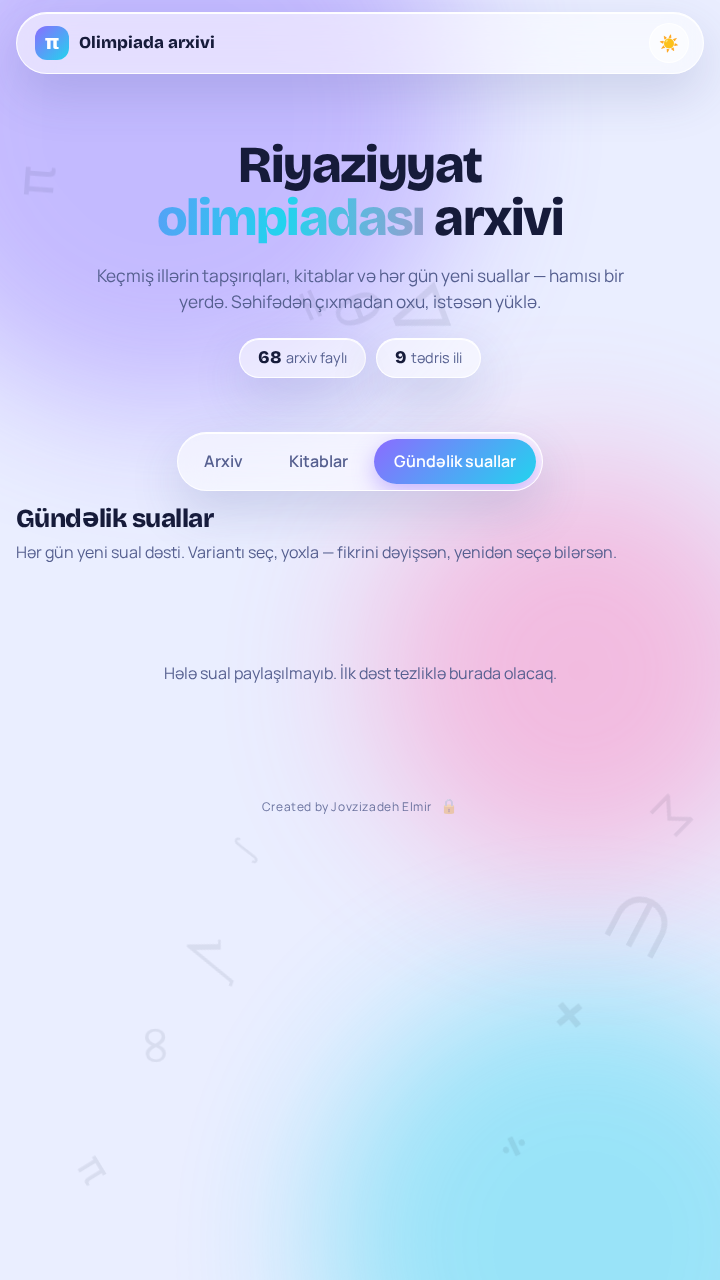 π Olimpiada arxivi
Riyaziyyat
olimpiadası arxivi
Keçmiş illərin tapşırıqları, kitablar və hər gün yeni suallar — hamısı bir
yerdə. Səhifədən çıxmadan oxu, istəsən yüklə.
68 arxiv faylı 9 tədris ili
Arxiv Kitablar Gündəlik suallar
Gündəlik suallar
Hər gün yeni sual dəsti. Variantı seç, yoxla — fikrini dəyişsən, yenidən seçə bilərsən.
Hələ sual paylaşılmayıb. İlk dəst tezliklə burada olacaq.
Created by Jovzizadeh Elmir